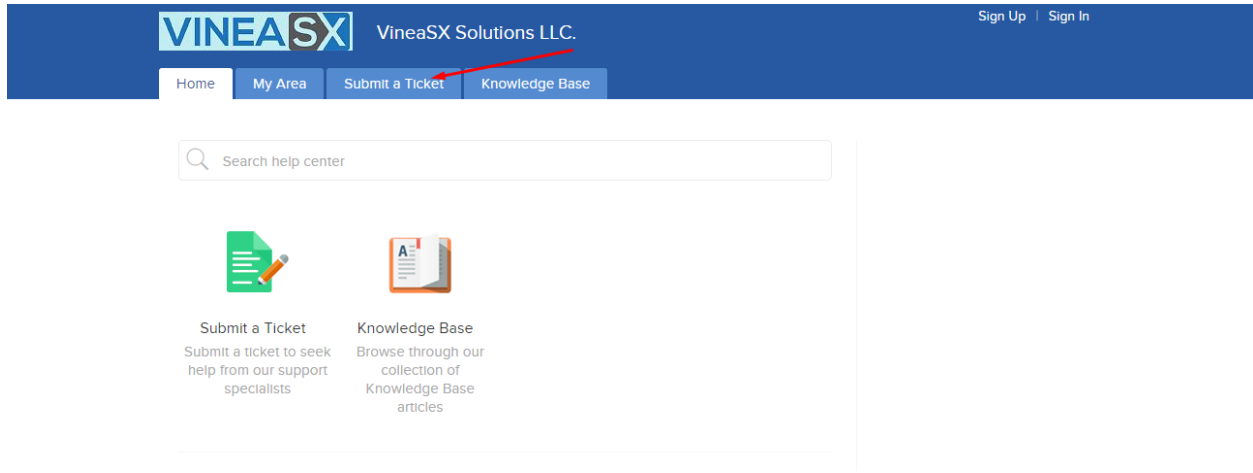 Sign Up | Sign In
VINEASX VineaSX Solutions LLC.
Home My Area Submit a Ticket Knowledge Base
Search help center
A
Submit a Ticket Knowledge Base
Submit a ticket to seek Browse through our
help from our support collection of
specialists Knowledge Base
articles